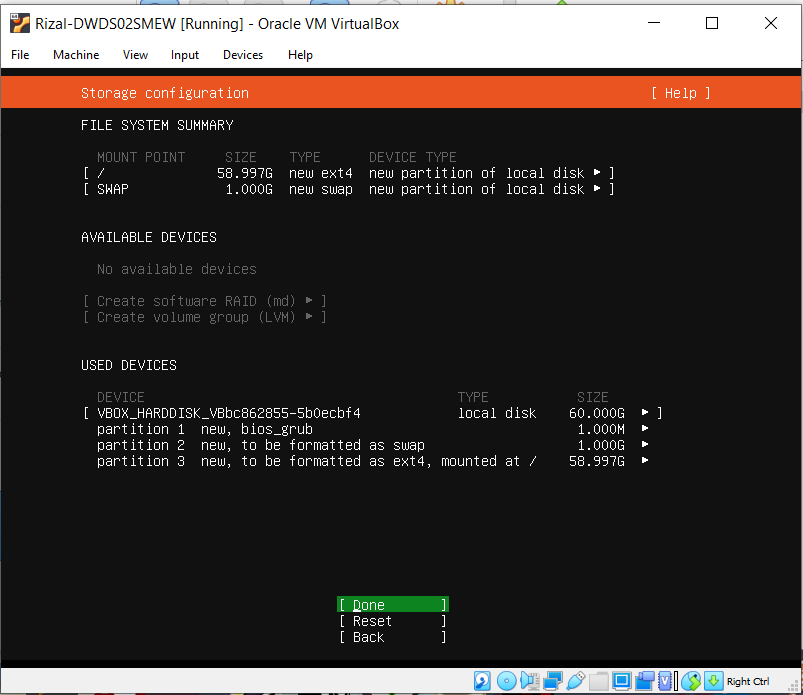 Rizal-DWDS02SMEW [Running] - Oracle VM VirtualBox
File Machine View Input Devices Help
Storage configuration [ Help ]
FILE SYSTEM SUMMARY
MOUNT POINT SIZE TYPE DEVICE TYPE
[ / 58.997G new ext4 new partition of local disk ▸ ]
[ SWAP 1.000G new swap new partition of local disk ▸ ]
AVAILABLE DEVICES
No available devices
[ Create software RAID (md) ▸ ]
[ Create volume group (LVM) ▸ ]
USED DEVICES
DEVICE TYPE SIZE
[ VBOX_HARDDISK_VBbc862855-5b0ecbf4 local disk 60.000G ▸ ]
partition 1 new, bios_grub 1.000M ▸
partition 2 new, to be formatted as swap 1.000G ▸
partition 3 new, to be formatted as ext4, mounted at / 58.997G ▸
[ Done ]
[ Reset ]
[ Back ]
Right Ctrl